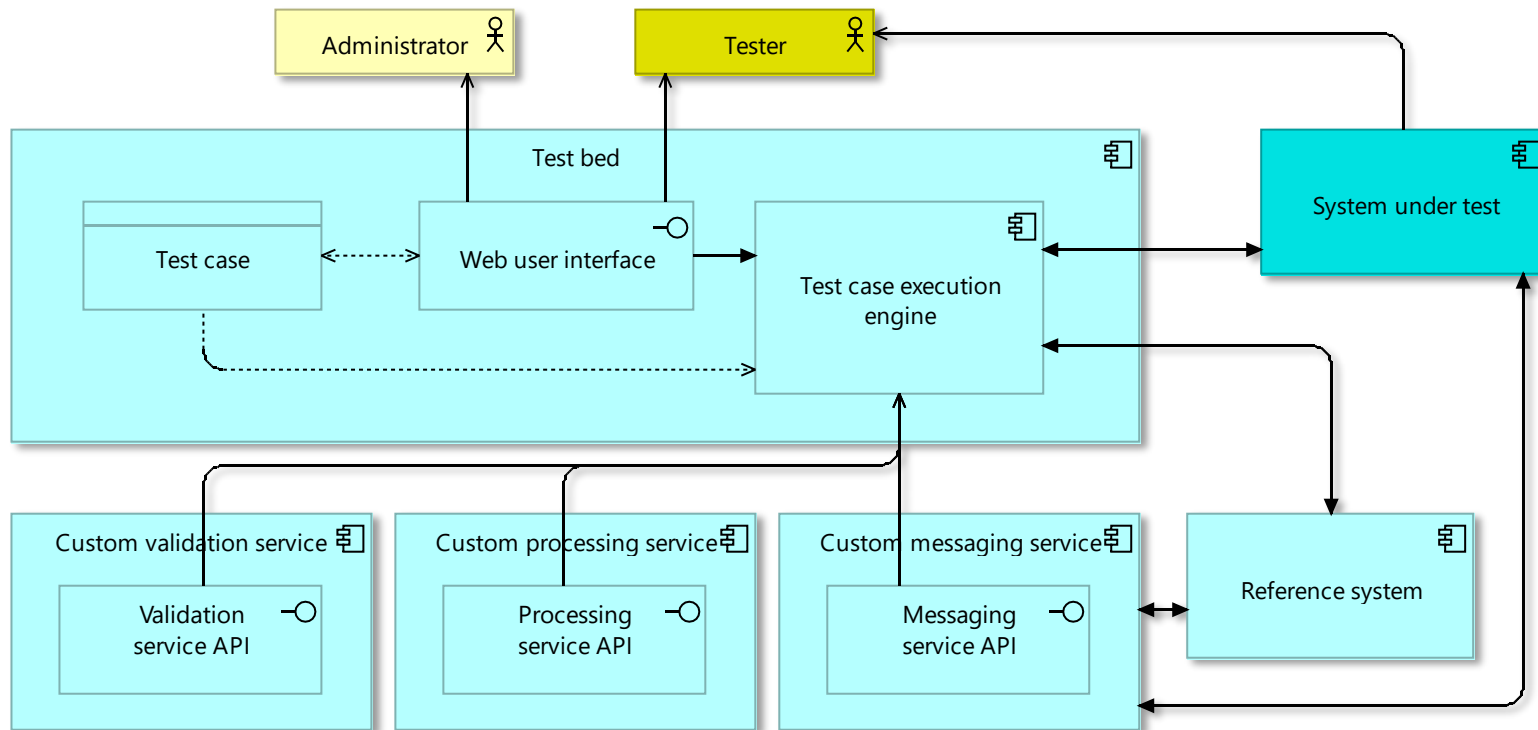 Administrator
Tester
Test bed
System under test
Test case
Web user interface
Test case execution
engine
Custom validation service
Custom processing service
Custom messaging service
Reference system
Validation
service API
Processing
service API
Messaging
service API